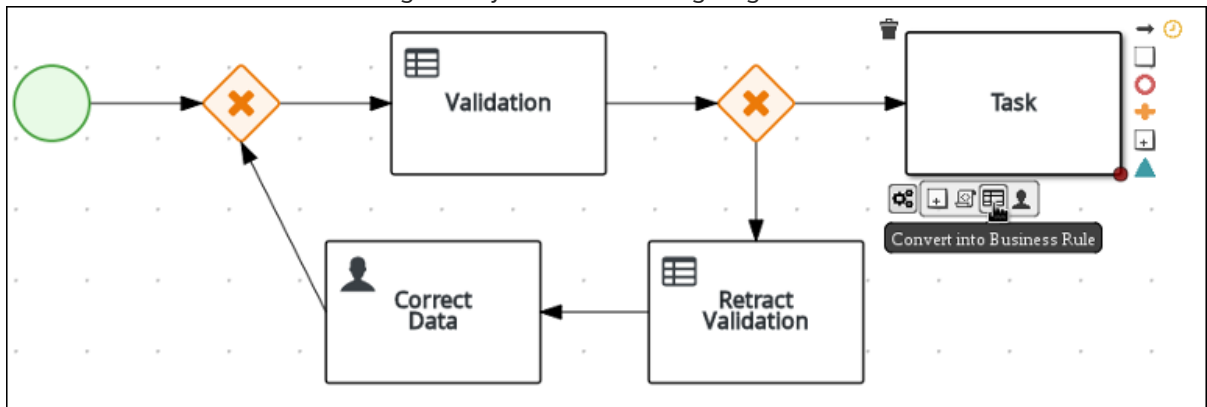 Validation
Task
Convert into Business Rule
Correct
Data
Retract
Validation